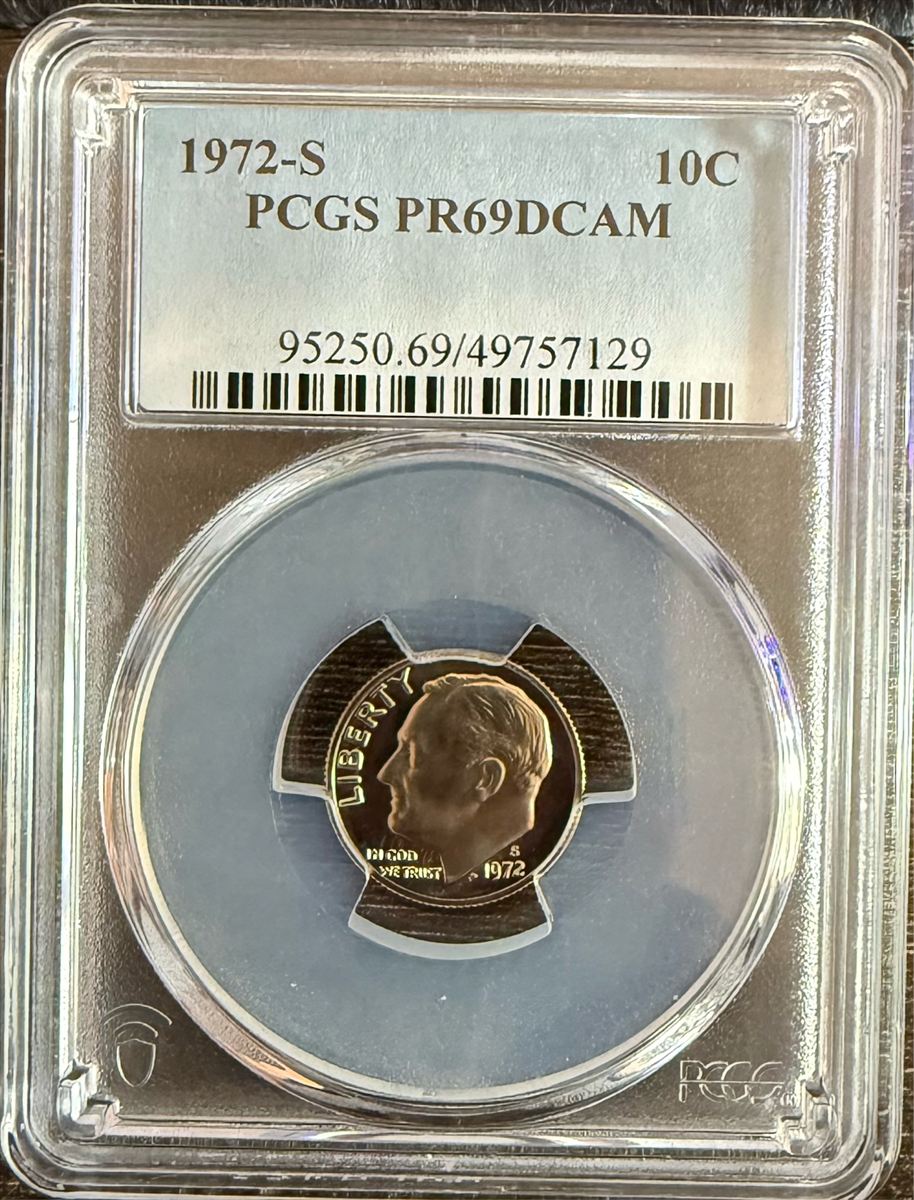 1972-S 10C
PCGS PR69DCAM
95250.69/49757129
LIBERTY
IN GOD
WE TRUST
S
1972
PCGS